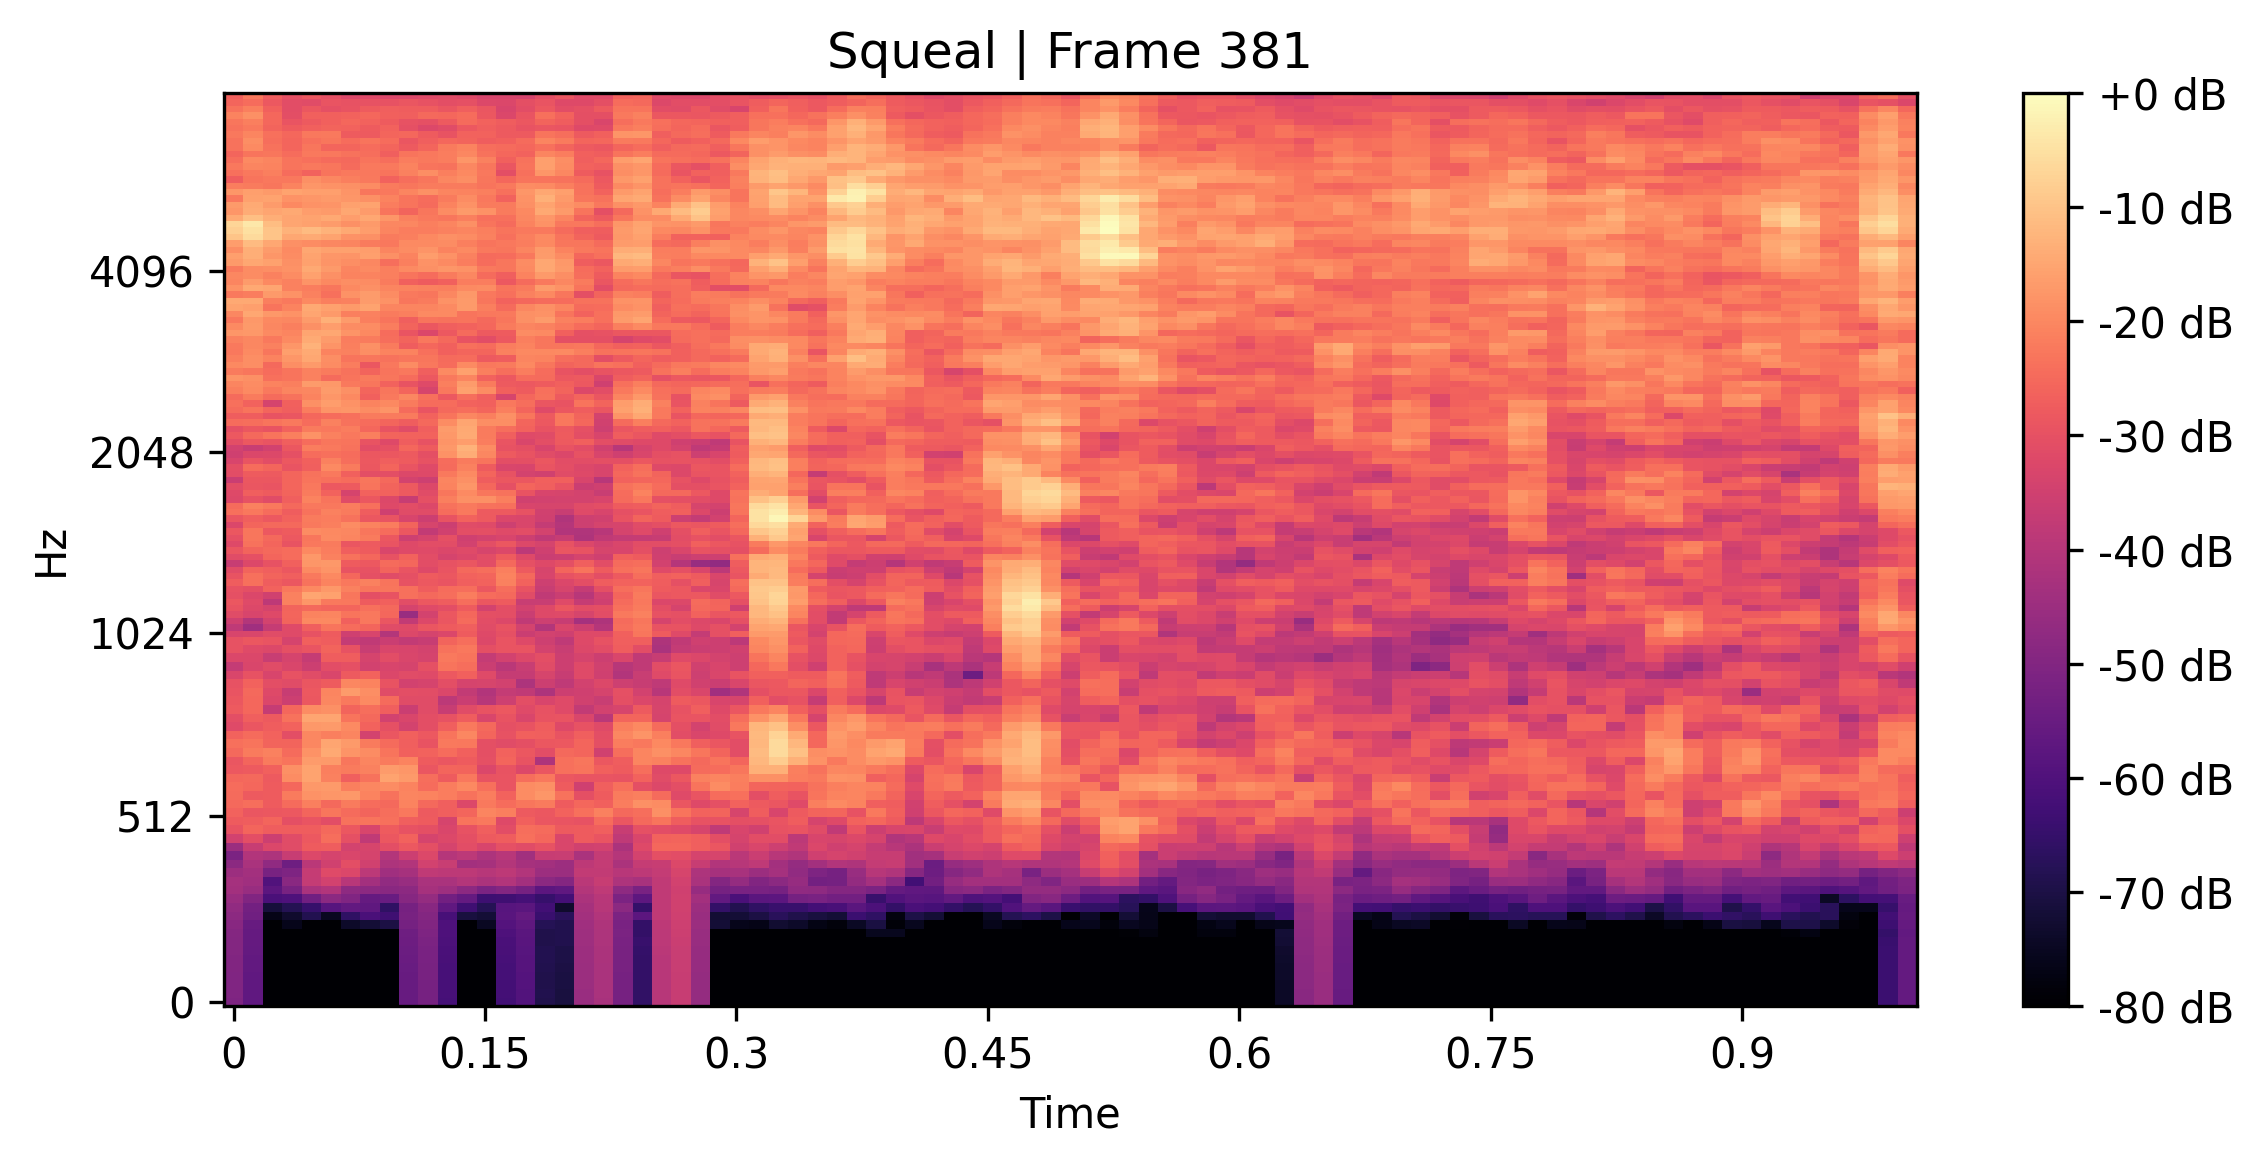 Squeal | Frame 381
+0 dB
-10 dB
-20 dB
-30 dB
-40 dB
-50 dB
-60 dB
-70 dB
-80 dB
Hz
4096
2048
1024
512
0
0 0.15 0.3 0.45 0.6 0.75 0.9
Time